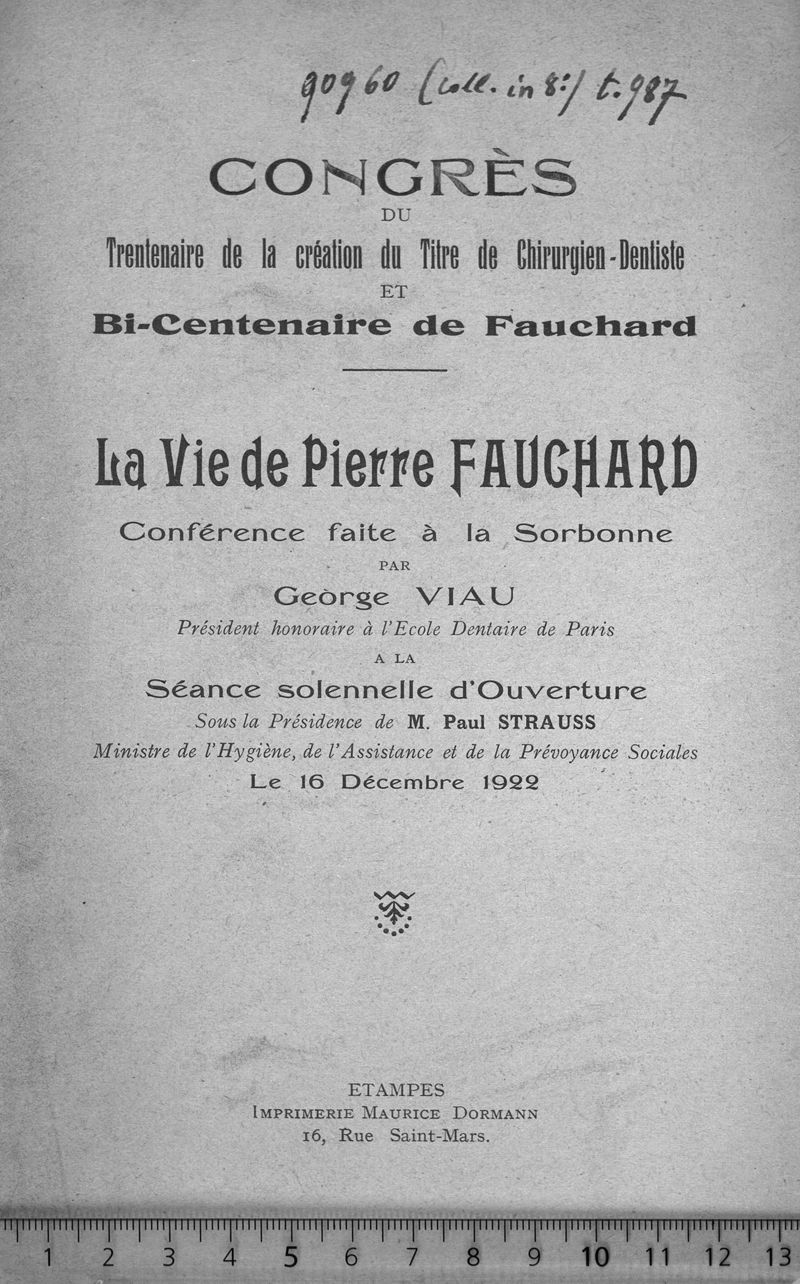 90960 (coll. in 8°) t. 987
CONGRÈS
DU
Trentenaire de la création du Titre de Chirurgien-Dentiste
ET
Bi-Centenaire de Fauchard
La Vie de Pierre FAUCHARD
Conférence faite à la Sorbonne
PAR
George VIAU
Président honoraire à l'Ecole Dentaire de Paris
A LA
Séance solennelle d'Ouverture
Sous la Présidence de M. Paul STRAUSS
Ministre de l'Hygiène, de l'Assistance et de la Prévoyance Sociales
Le 16 Décembre 1922
ETAMPES
IMPRIMERIE MAURICE DORMANN
16, Rue Saint-Mars.
1 2 3 4 5 6 7 8 9 10 11 12 13